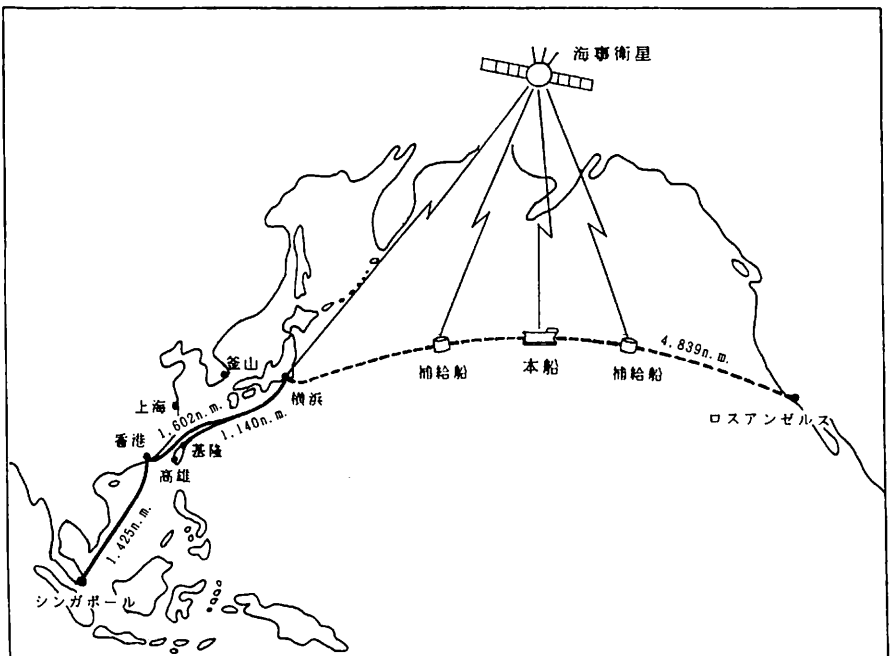 海事衛星
4.839n.m.
補給船
本船
補給船
釜山
横浜
上海
1.602n.m.
1.140n.m.
ロスアンゼルス
香港
基隆
高雄
1.425n.m.
シンガポール